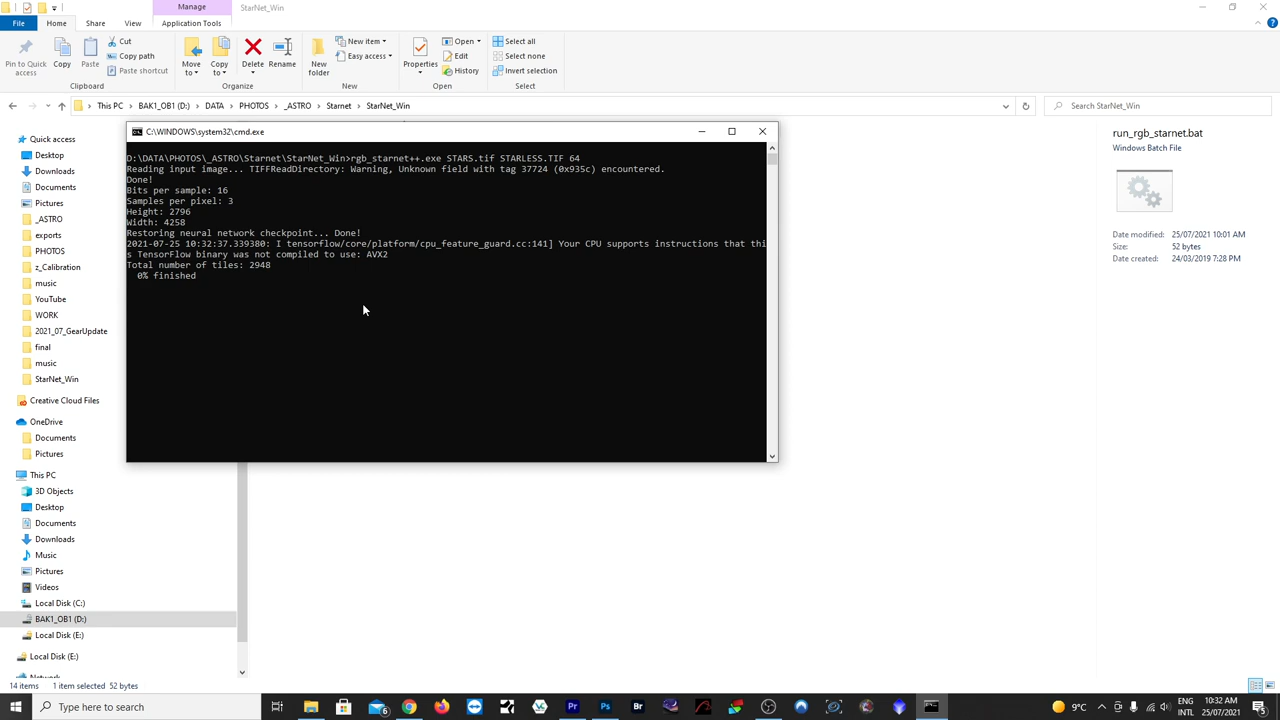 Manage
StarNet_Win
File
Home
Share
View
Application Tools
Pin to Quick
access
Copy
Paste
Cut
Copy path
Paste shortcut
Clipboard
Move
to
Copy
to
Delete
Rename
Organize
New
folder
New item
Easy access
New
Properties
Open
Edit
History
Open
Select all
Select none
Invert selection
Select
This PC
BAK1_OB1 (D:)
DATA
PHOTOS
_ASTRO
Starnet
StarNet_Win
Search StarNet_Win
Quick access
Desktop
Downloads
Documents
Pictures
_ASTRO
exports
PHOTOS
z_Calibration
music
YouTube
WORK
2021_07_GearUpdate
final
music
StarNet_Win
Creative Cloud Files
OneDrive
Documents
Pictures
This PC
3D Objects
Desktop
Documents
Downloads
Music
Pictures
Videos
Local Disk (C:)
BAK1_OB1 (D:)
Local Disk (E:)
Local Disk (E:)
Network
C:\WINDOWS\system32\cmd.exe
D:\DATA\PHOTOS\_ASTRO\Starnet\StarNet_Win>rgb_starnet++.exe STARS.tif STARLESS.TIF 64
Reading input image... TIFFReadDirectory: Warning, Unknown field with tag 37724 (0x935c) encountered.
Done!
Bits per sample: 16
Samples per pixel: 3
Height: 2796
Width: 4258
Restoring neural network checkpoint... Done!
2021-07-25 10:32:37.339380: I tensorflow/core/platform/cpu_feature_guard.cc:141] Your CPU supports instructions that thi
s TensorFlow binary was not compiled to use: AVX2
Total number of tiles: 2948
0% finished
run_rgb_starnet.bat
Windows Batch File
Date modified: 25/07/2021 10:01 AM
Size: 52 bytes
Date created: 24/03/2019 7:28 PM
14 items
1 item selected 52 bytes
Type here to search
6
Pr
Ps
Br
9°C
ENG
INTL
10:32 AM
25/07/2021